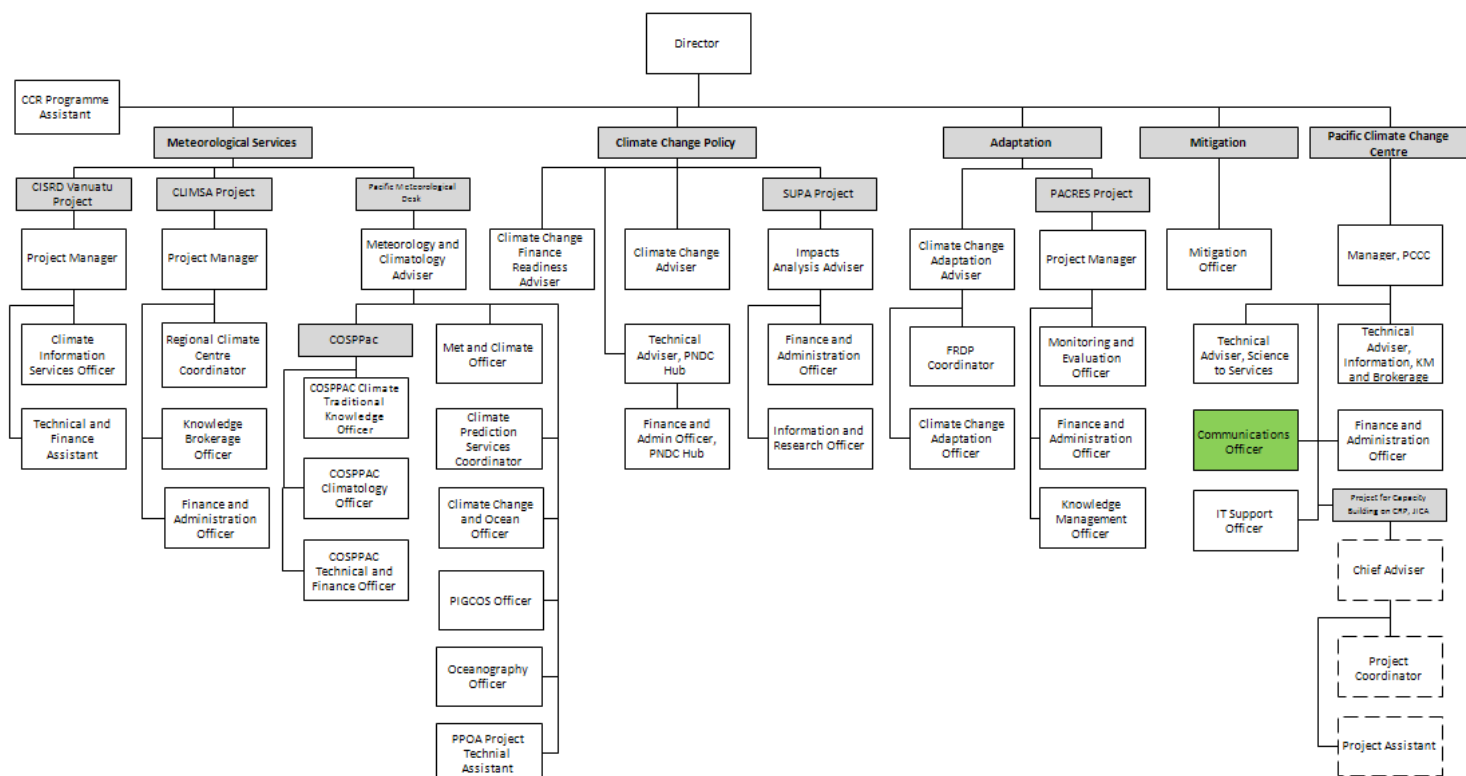 Director
CCR Programme
Assistant
Meteorological Services
Climate Change Policy
Adaptation
Mitigation
Pacific Climate Change
Centre
CISRD Vanuatu
Project
CLIMSA Project
Pacific Meteorological
Desk
SUPA Project
PACRES Project
Project Manager
Project Manager
Meteorology and
Climatology
Adviser
Climate Change
Finance
Readiness
Adviser
Climate Change
Adviser
Impacts
Analysis Adviser
Climate Change
Adaptation
Adviser
Project Manager
Mitigation
Officer
Manager, PCCC
Climate
Information
Services Officer
Regional Climate
Centre
Coordinator
COSPPac
Met and Climate
Officer
Technical
Adviser, PNDC
Hub
Finance and
Administration
Officer
FRDP
Coordinator
Monitoring and
Evaluation
Officer
Technical
Adviser, Science
to Services
Technical
Adviser,
Information, KM
and Brokerage
COSPPAC Climate
Traditional
Knowledge
Officer
Technical and
Finance
Assistant
Knowledge
Brokerage
Officer
Climate
Prediction
Services
Coordinator
Finance and
Admin Officer,
PNDC Hub
Information and
Research Officer
Climate Change
Adaptation
Officer
Finance and
Administration
Officer
Communications
Officer
Finance and
Administration
Officer
COSPPAC
Climatology
Officer
Finance and
Administration
Officer
Climate Change
and Ocean
Officer
Knowledge
Management
Officer
IT Support
Officer
Project for Capacity
Building on CRP, JICA
COSPPAC
Technical and
Finance Officer
Chief Adviser
PIGCOS Officer
Oceanography
Officer
Project
Coordinator
PPOA Project
Technial
Assistant
Project Assistant